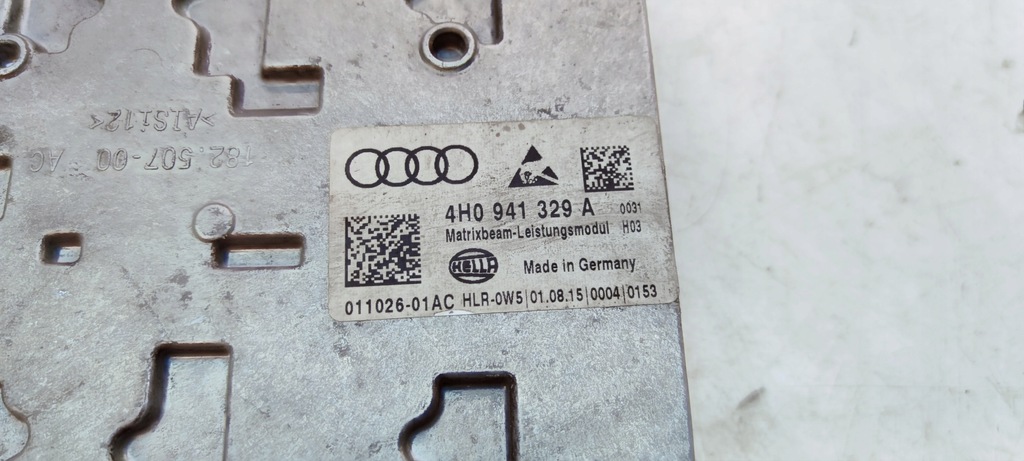 >AlSi12<
182.507-00 AC
4H0 941 329 A 0031
Matrixbeam-Leistungsmodul H03
HELLA Made in Germany
011026-01AC HLR-0W5|01.08.15|0004|0153